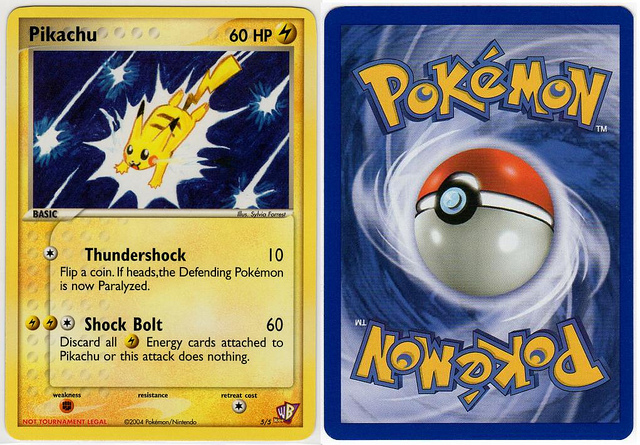 Pikachu 60 HP
BASIC
Illus. Sylvia Forrest
Thundershock 10
Flip a coin. If heads,the Defending Pokémon
is now Paralyzed.
Shock Bolt 60
Discard all Energy cards attached to
Pikachu or this attack does nothing.
weakness resistance retreat cost
NOT TOURNAMENT LEGAL ©2004 Pokémon/Nintendo 5/5 WB
POKéMON
TM
TM
POKéMON